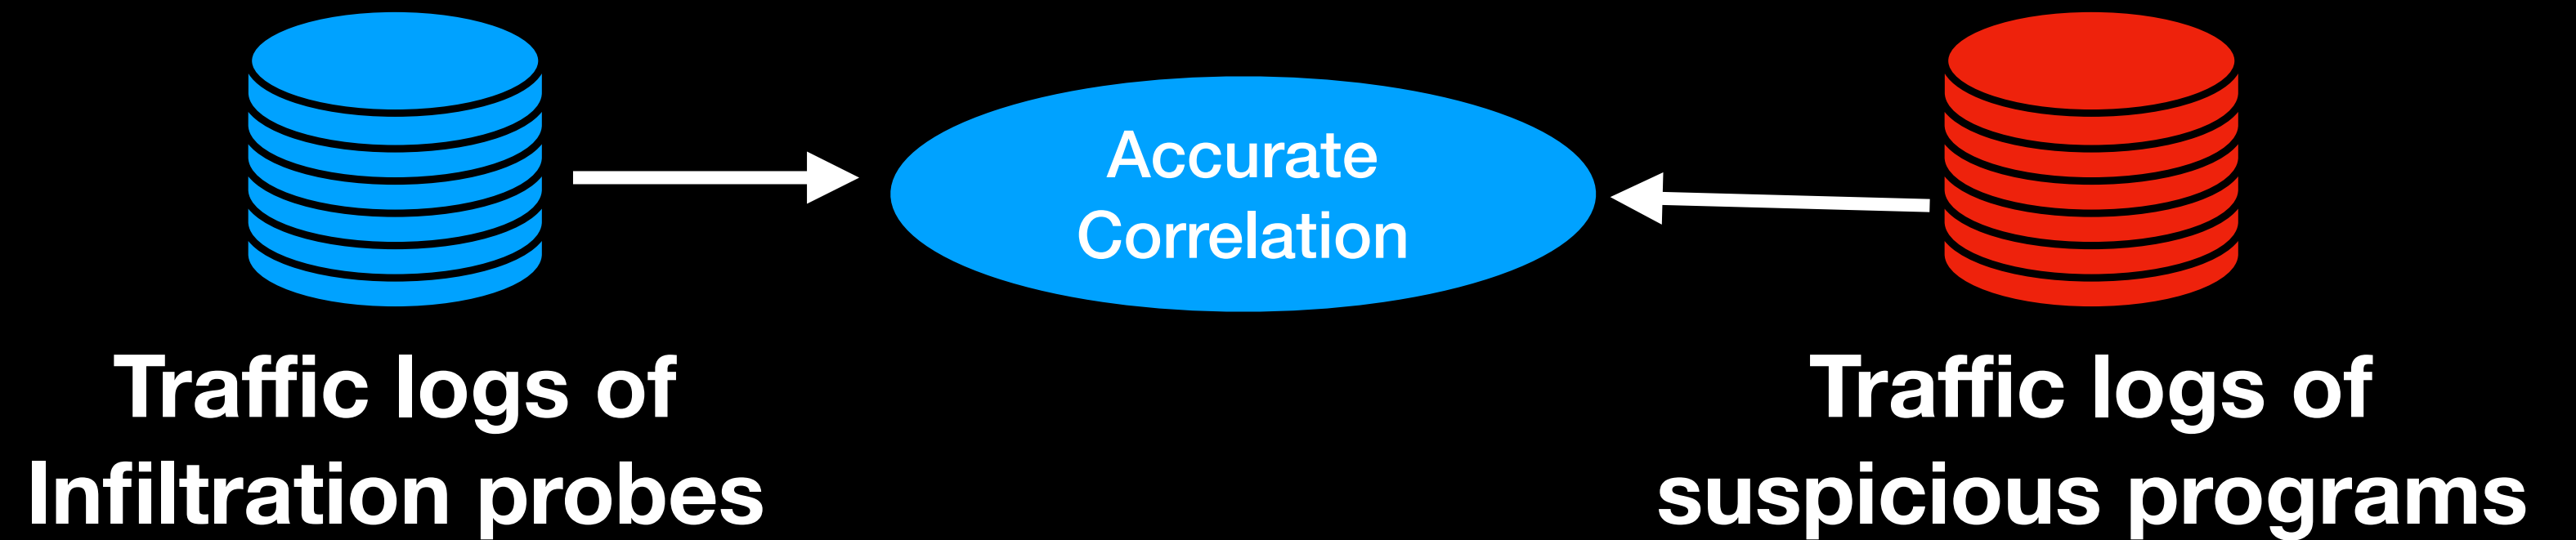 Accurate
Correlation
Traffic logs of
Infiltration probes
Traffic logs of
suspicious programs